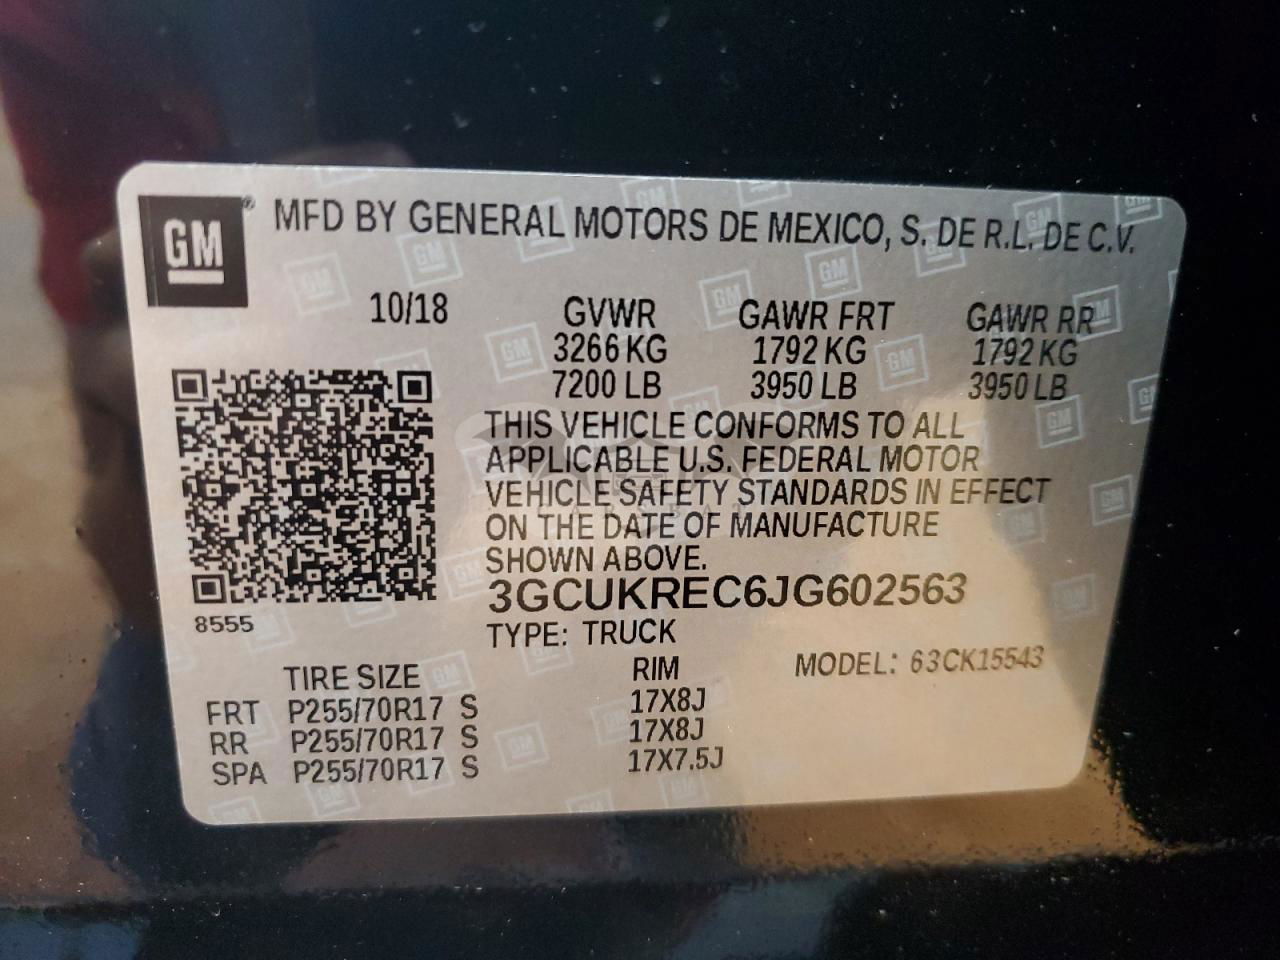 GM® MFD BY GENERAL MOTORS DE MEXICO, S. DE R.L. DE C.V.
10/18 GVWR GAWR FRT GAWR RR
3266 KG 1792 KG 1792 KG
7200 LB 3950 LB 3950 LB
THIS VEHICLE CONFORMS TO ALL
APPLICABLE U.S. FEDERAL MOTOR
VEHICLE SAFETY STANDARDS IN EFFECT
ON THE DATE OF MANUFACTURE
SHOWN ABOVE.
3GCUKREC6JG602563
8555
TYPE: TRUCK
TIRE SIZE RIM MODEL: 63CK15543
FRT P255/70R17 S 17X8J
RR P255/70R17 S 17X8J
SPA P255/70R17 S 17X7.5J